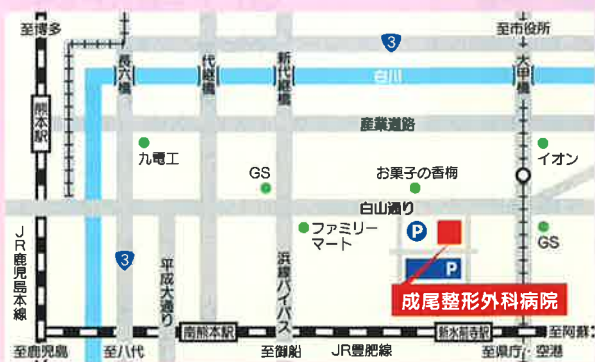 至博多
至市役所
3
長六橋
代継橋
新代継橋
白川
大甲橋
熊本駅
産業道路
九電工
イオン
GS
お菓子の香梅
白山通り
P
ファミリー
マート
GS
JR鹿児島本線
3
平成大通り
浜線バイパス
P
成尾整形外科病院
南熊本駅
新水前寺駅
至阿蘇
至鹿児島
至八代
至御船
JR豊肥線
至県庁・空港